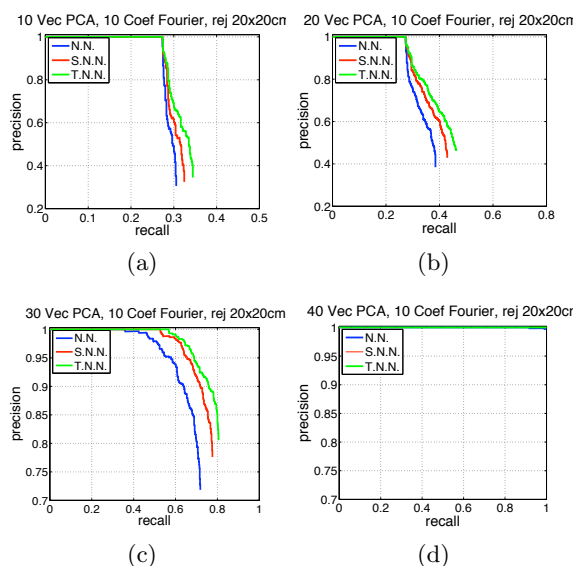 10 Vec PCA, 10 Coef Fourier, rej 20x20cm
1
0.8
0.6
0.4
0.2
precision
N.N.
S.N.N.
T.N.N.
0 0.1 0.2 0.3 0.4 0.5
recall
(a)
20 Vec PCA, 10 Coef Fourier, rej 20x20cm
1
0.8
0.6
0.4
0.2
precision
N.N.
S.N.N.
T.N.N.
0 0.2 0.4 0.6 0.8
recall
(b)
30 Vec PCA, 10 Coef Fourier, rej 20x20cm
1
0.95
0.9
0.85
0.8
0.75
0.7
precision
N.N.
S.N.N.
T.N.N.
0 0.2 0.4 0.6 0.8 1
recall
(c)
40 Vec PCA, 10 Coef Fourier, rej 20x20cm
1
0.95
0.9
0.85
0.8
0.75
0.7
precision
N.N.
S.N.N.
T.N.N.
0 0.2 0.4 0.6 0.8 1
recall
(d)